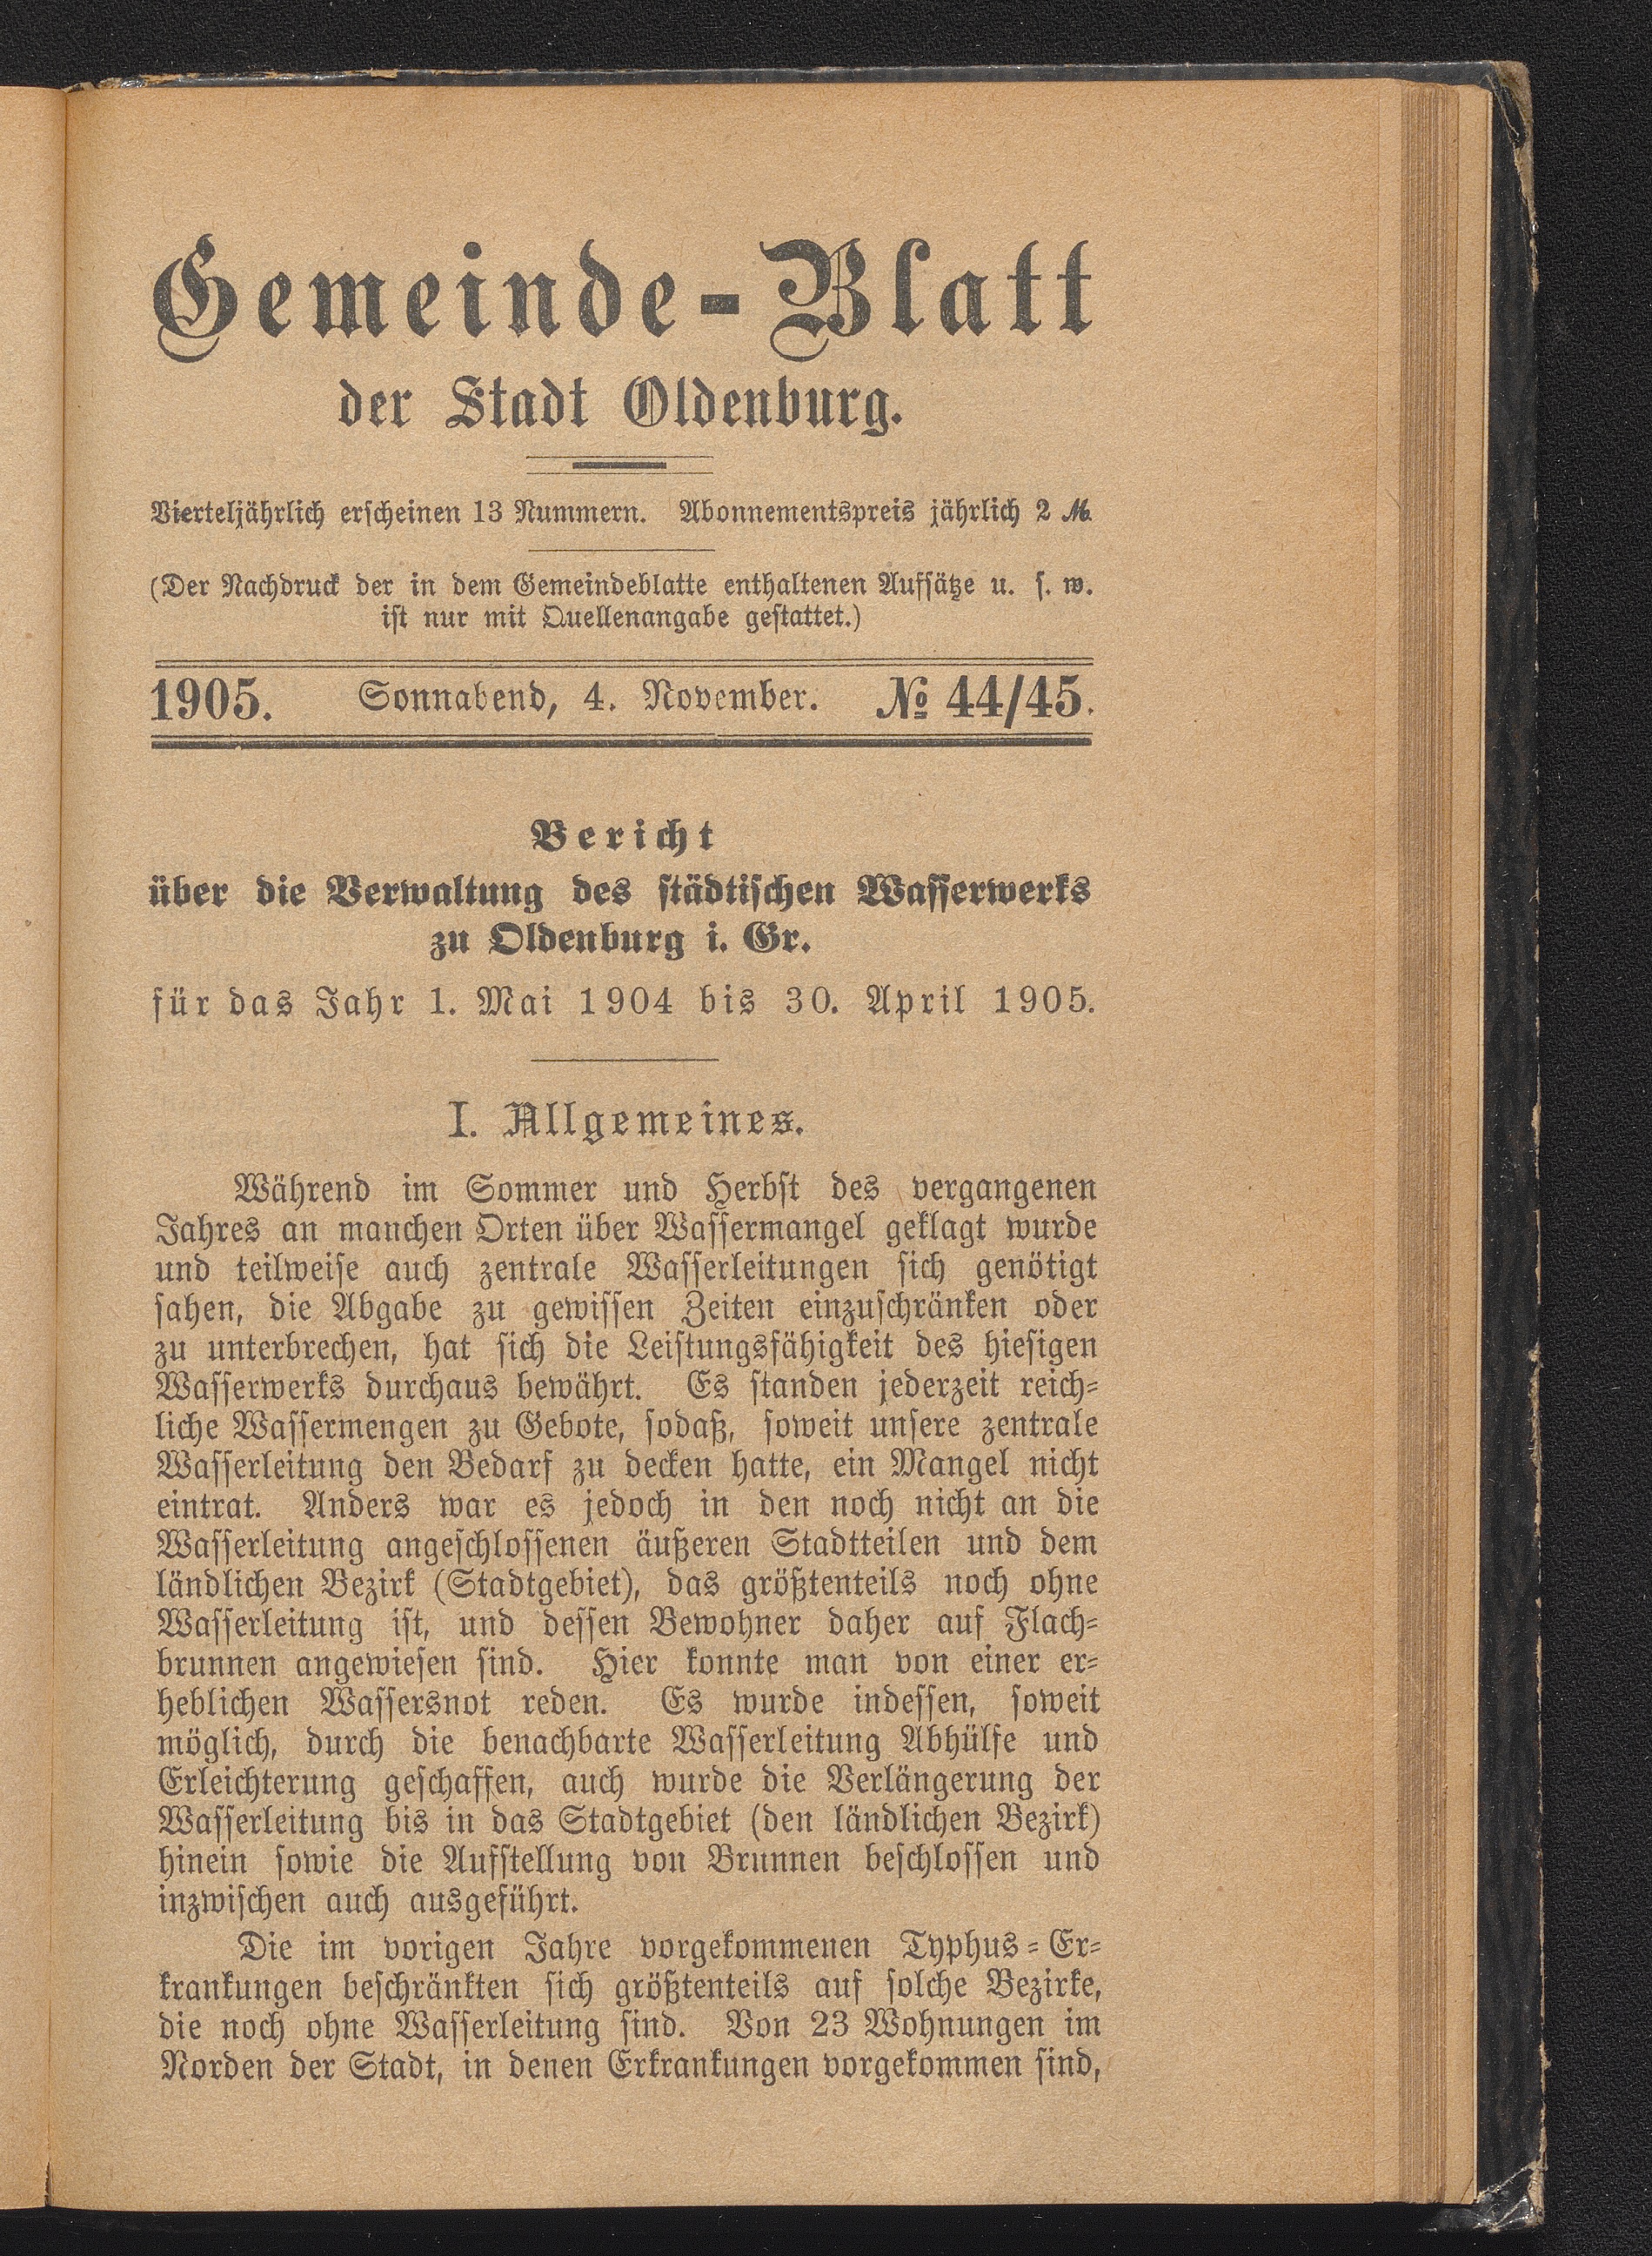 Gemeinde-Blatt
der Stadt Oldenburg.
Vierteljährlich erscheinen 13 Nummern. Abonnementspreis jährlich 2 ℳ.
(Der Nachdruck der in dem Gemeindeblatte enthaltenen Aufsätze u. s. w.
ist nur mit Quellenangabe gestattet.)
1905. Sonnabend, 4. November. № 44/45.
Bericht
über die Verwaltung des städtischen Wasserwerks
zu Oldenburg i. Gr.
für das Jahr 1. Mai 1904 bis 30. April 1905.
I. Allgemeines.
Während im Sommer und Herbst des vergangenen
Jahres an manchen Orten über Wassermangel geklagt wurde
und teilweise auch zentrale Wasserleitungen sich genötigt
sahen, die Abgabe zu gewissen Zeiten einzuschränken oder
zu unterbrechen, hat sich die Leistungsfähigkeit des hiesigen
Wasserwerks durchaus bewährt. Es standen jederzeit reich-
liche Wassermengen zu Gebote, sodaß, soweit unsere zentrale
Wasserleitung den Bedarf zu decken hatte, ein Mangel nicht
eintrat. Anders war es jedoch in den noch nicht an die
Wasserleitung angeschlossenen äußeren Stadtteilen und dem
ländlichen Bezirk (Stadtgebiet), das größtenteils noch ohne
Wasserleitung ist, und dessen Bewohner daher auf Flach-
brunnen angewiesen sind. Hier konnte man von einer er-
heblichen Wassersnot reden. Es wurde indessen, soweit
möglich, durch die benachbarte Wasserleitung Abhülfe und
Erleichterung geschaffen, auch wurde die Verlängerung der
Wasserleitung bis in das Stadtgebiet (den ländlichen Bezirk)
hinein sowie die Aufstellung von Brunnen beschlossen und
inzwischen auch ausgeführt.
Die im vorigen Jahre vorgekommenen Typhus-Er-
krankungen beschränkten sich größtenteils auf solche Bezirke,
die noch ohne Wasserleitung sind. Von 23 Wohnungen im
Norden der Stadt, in denen Erkrankungen vorgekommen sind,